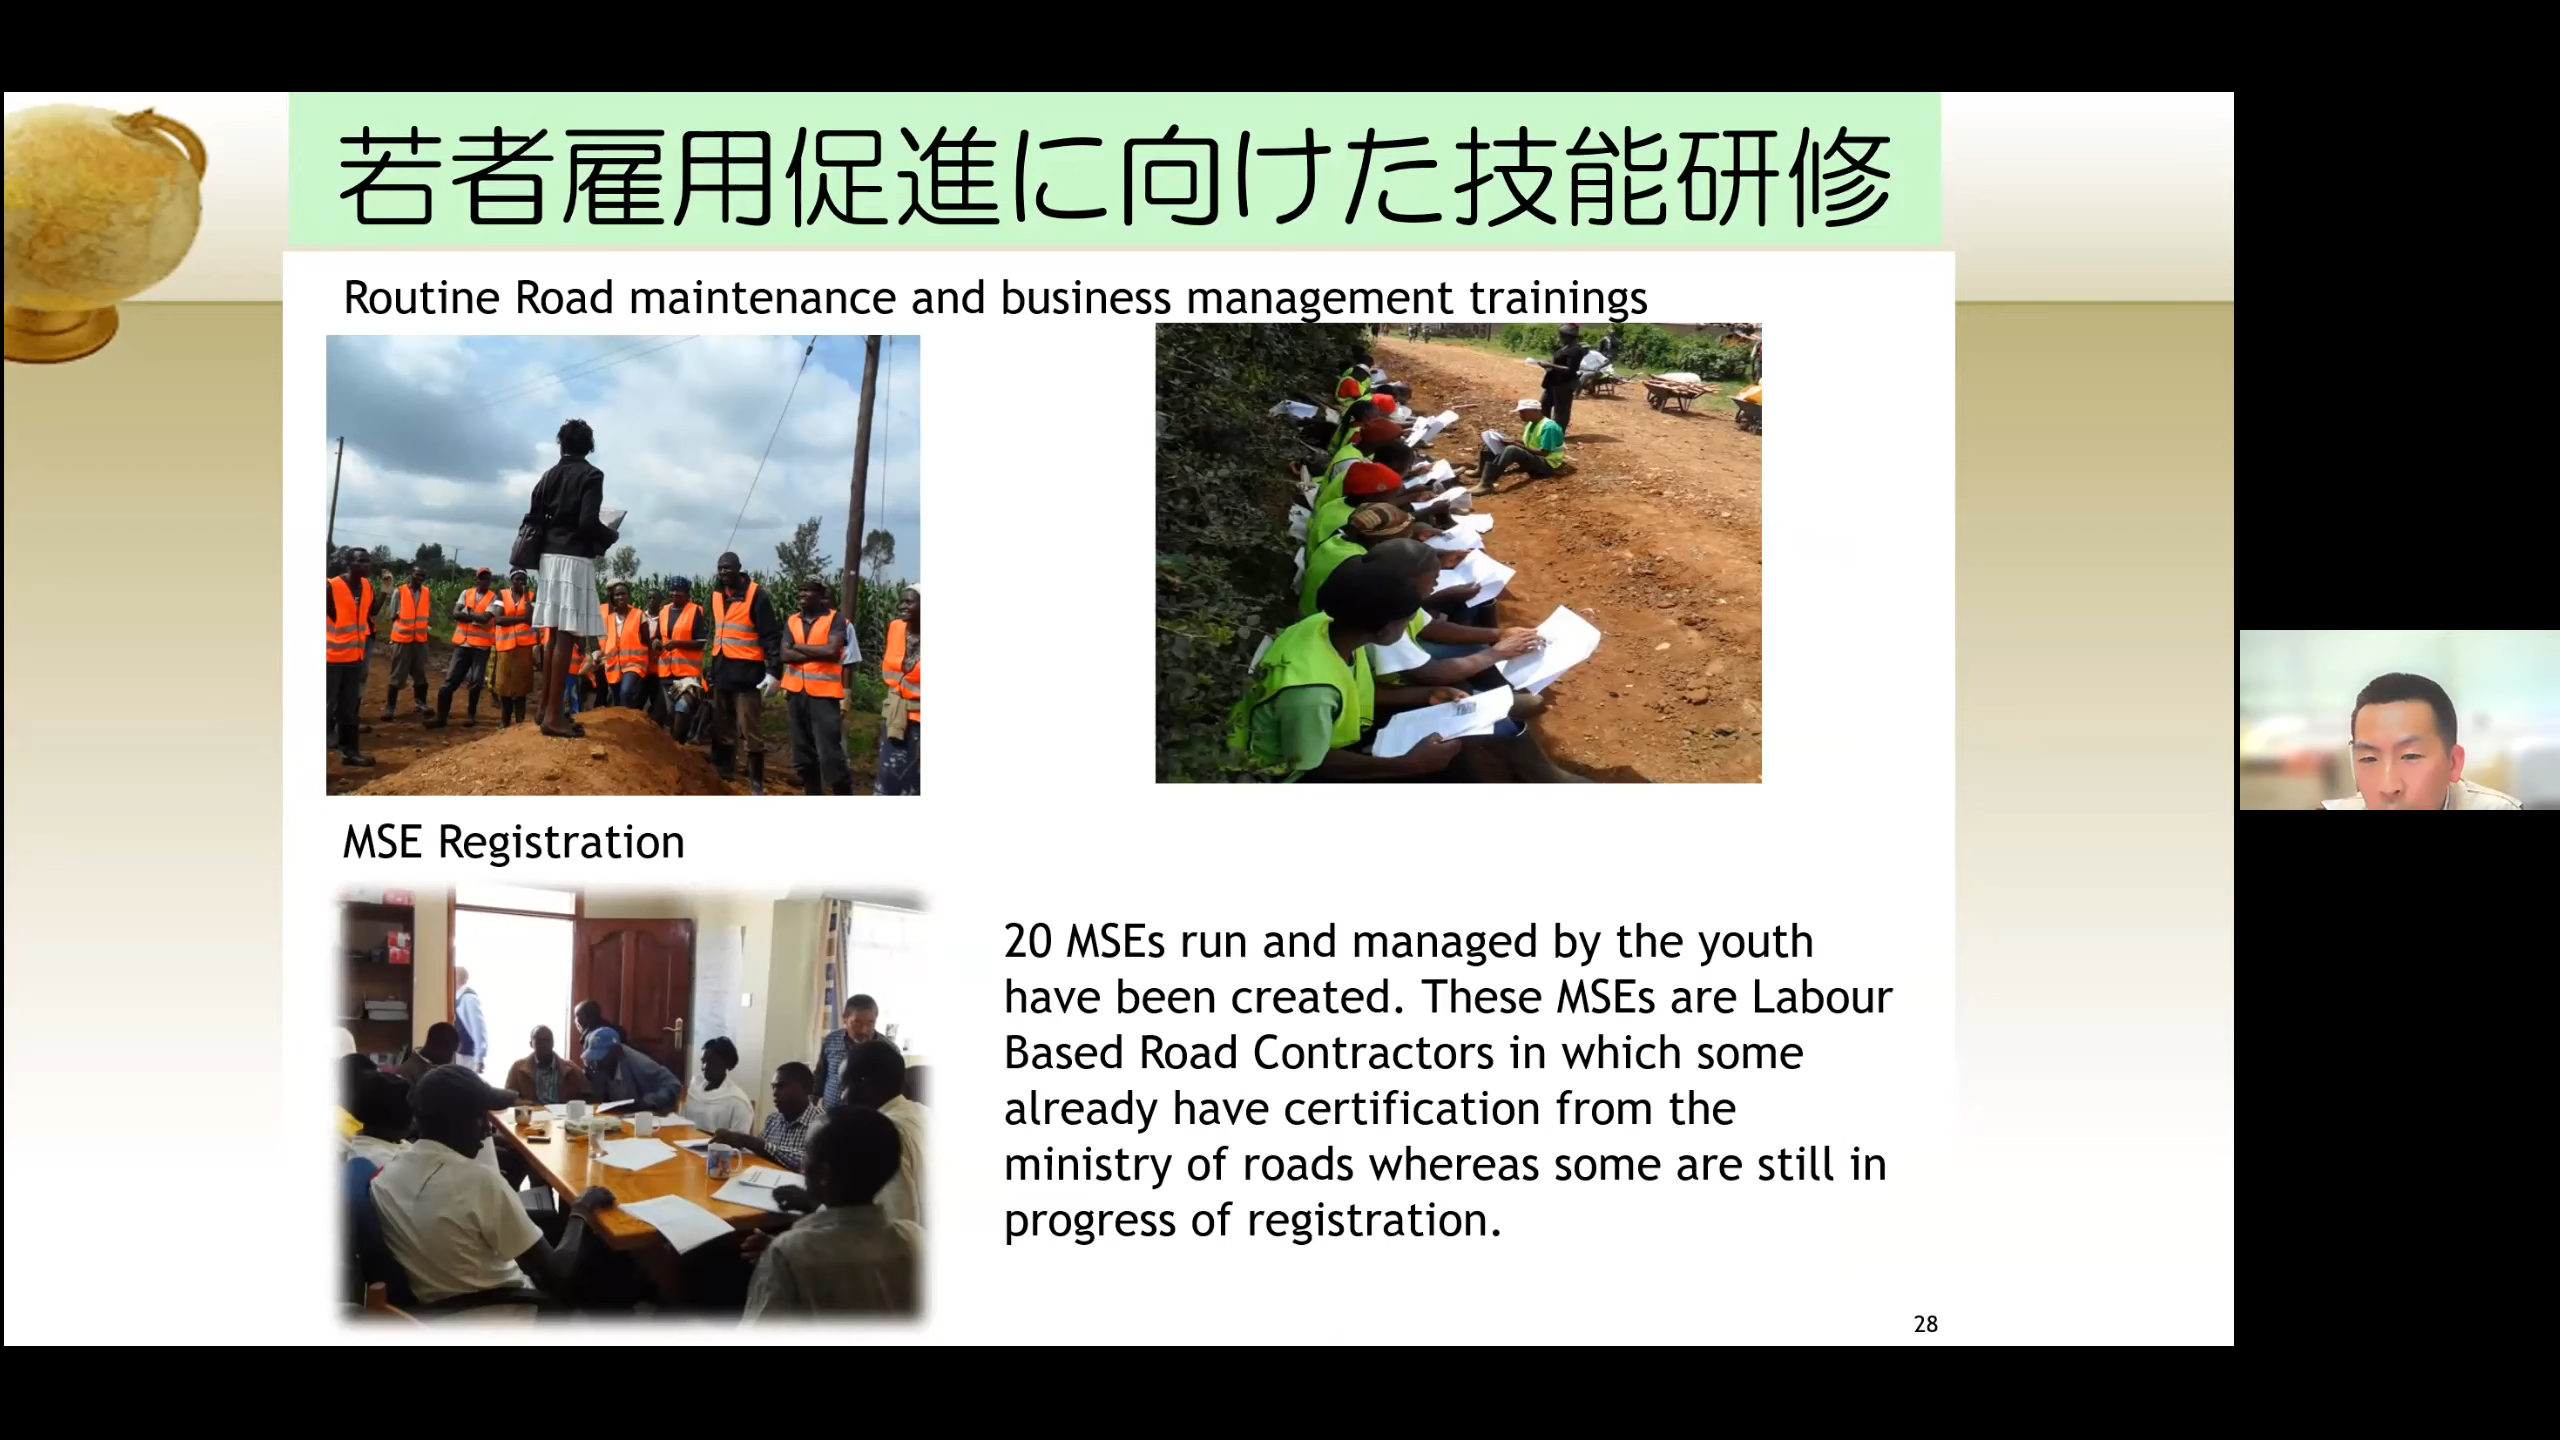 若者雇用促進に向けた技能研修
Routine Road maintenance and business management trainings
MSE Registration
20 MSEs run and managed by the youth
have been created. These MSEs are Labour
Based Road Contractors in which some
already have certification from the
ministry of roads whereas some are still in
progress of registration.
28